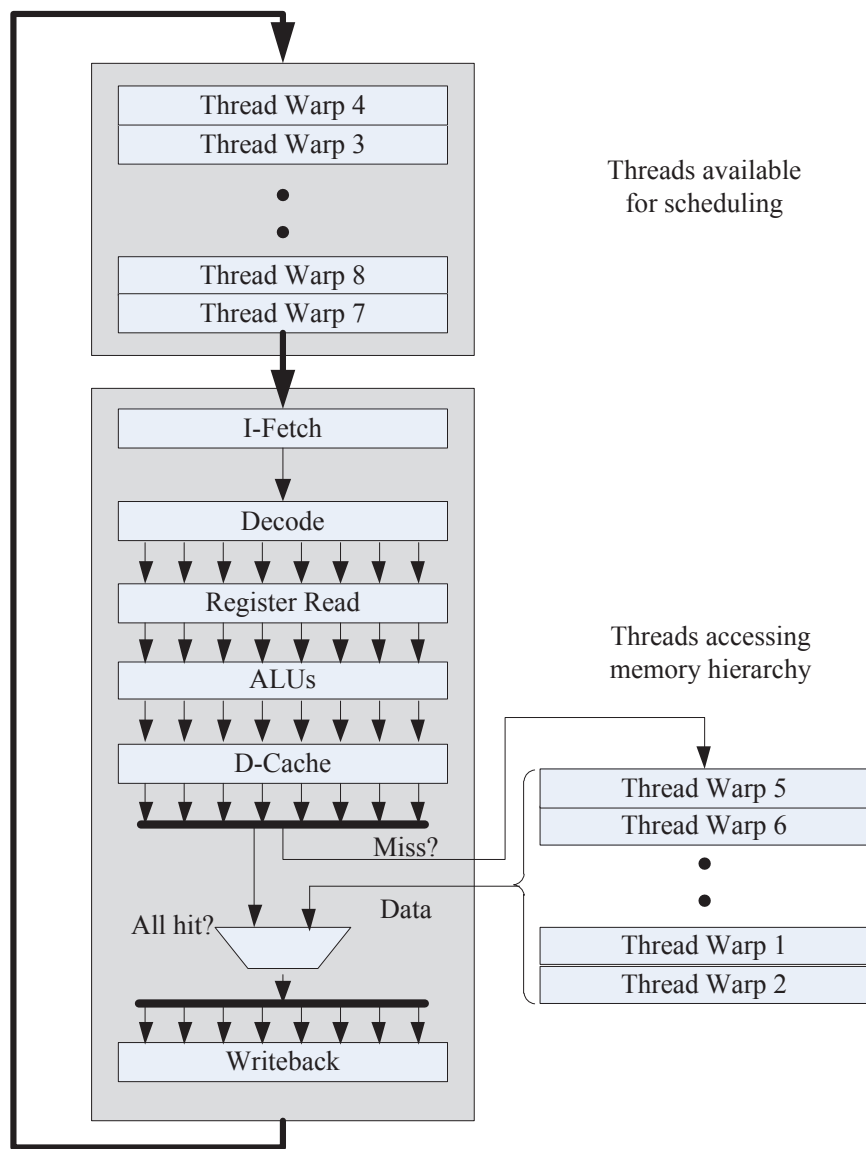 Thread Warp 4
Thread Warp 3
Threads available
for scheduling
Thread Warp 8
Thread Warp 7
I-Fetch
Decode
Register Read
ALUs
D-Cache
Threads accessing
memory hierarchy
Thread Warp 5
Thread Warp 6
Miss?
Data
All hit?
Thread Warp 1
Thread Warp 2
Writeback